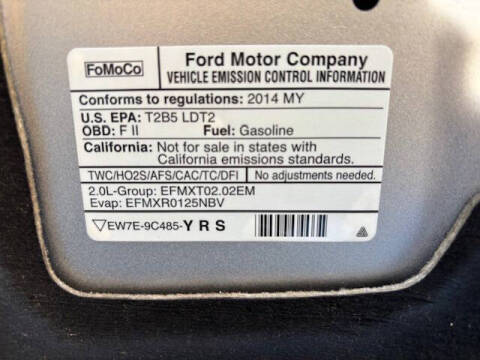 FoMoCo
Ford Motor Company
VEHICLE EMISSION CONTROL INFORMATION
Conforms to regulations: 2014 MY
U.S. EPA: T2B5 LDT2
OBD: F II Fuel: Gasoline
California: Not for sale in states with
California emissions standards.
TWC/HO2S/AFS/CAC/TC/DFI No adjustments needed.
2.0L-Group: EFMXT02.02EM
Evap: EFMXR0125NBV
EW7E-9C485-Y R S